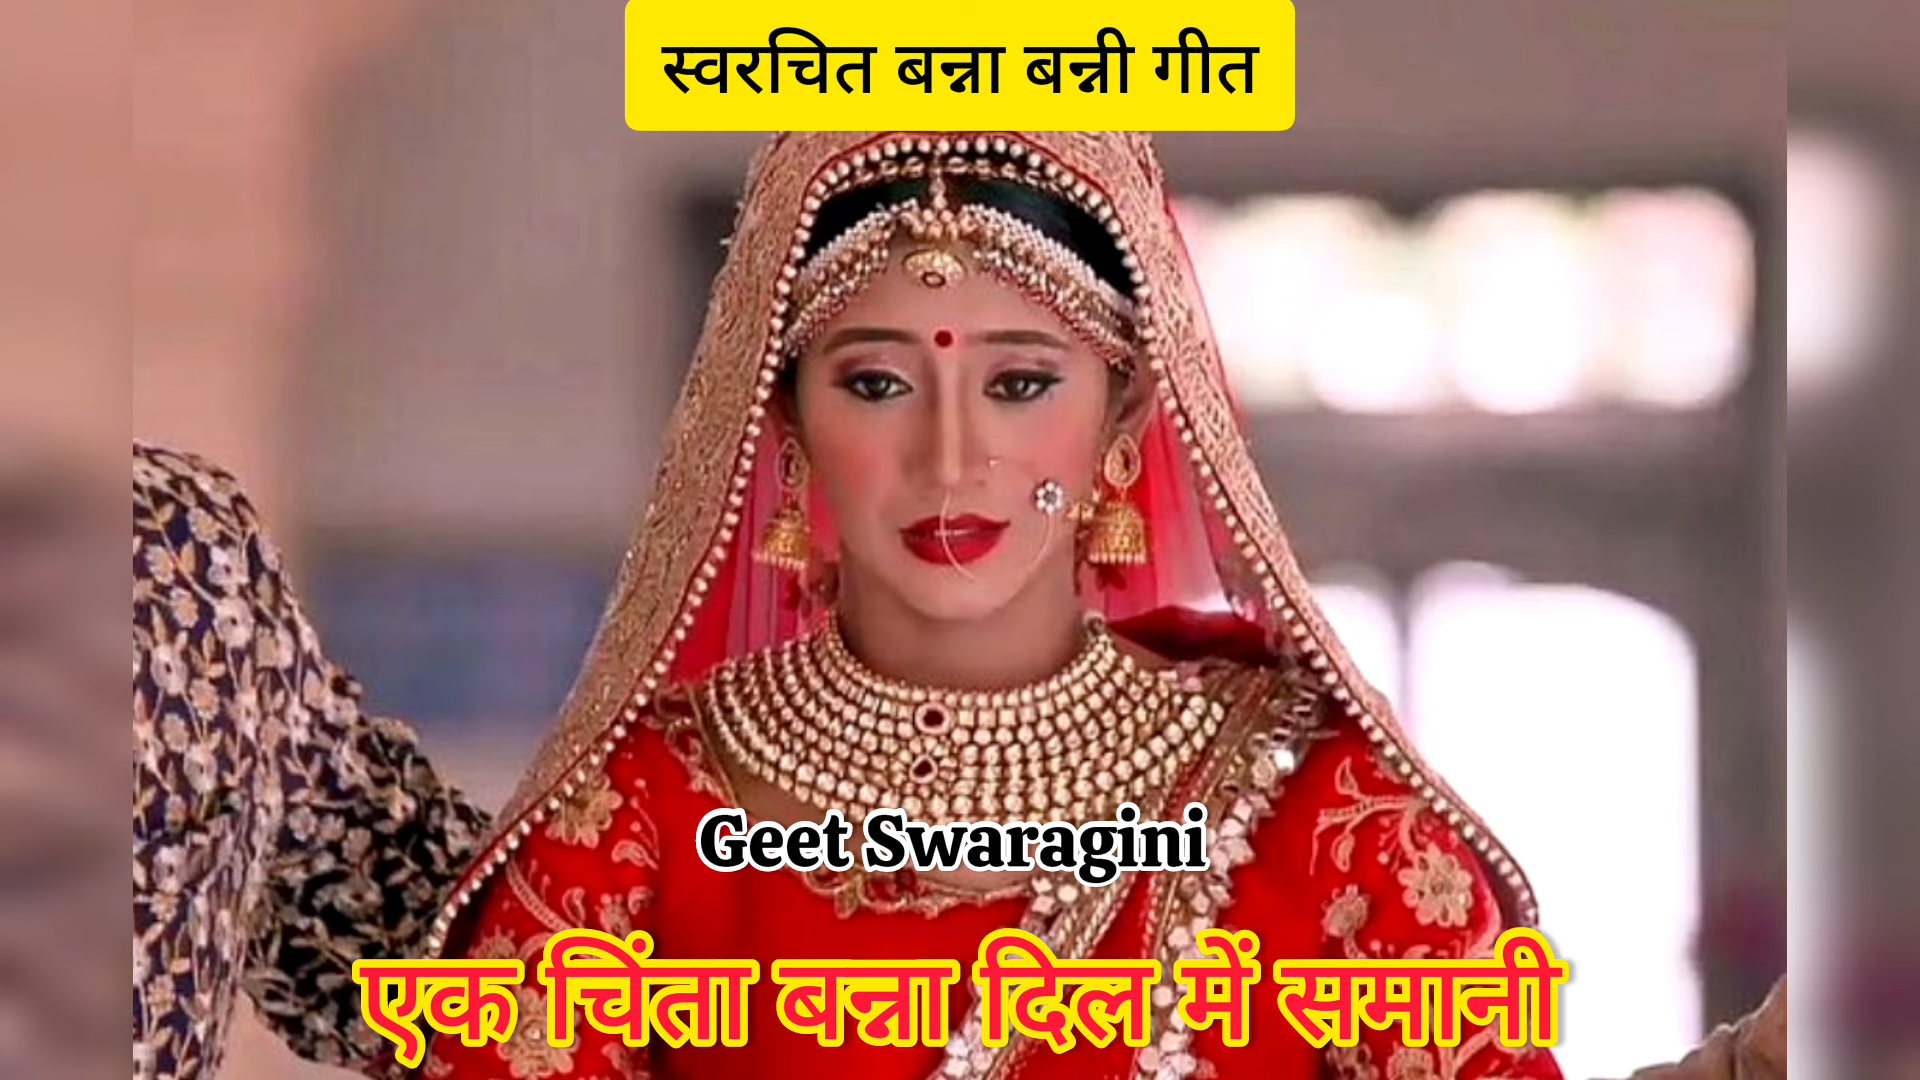 स्वरचित बन्ना बन्नी गीत
Geet Swaragini
एक चिंता बन्ना दिल में समानी